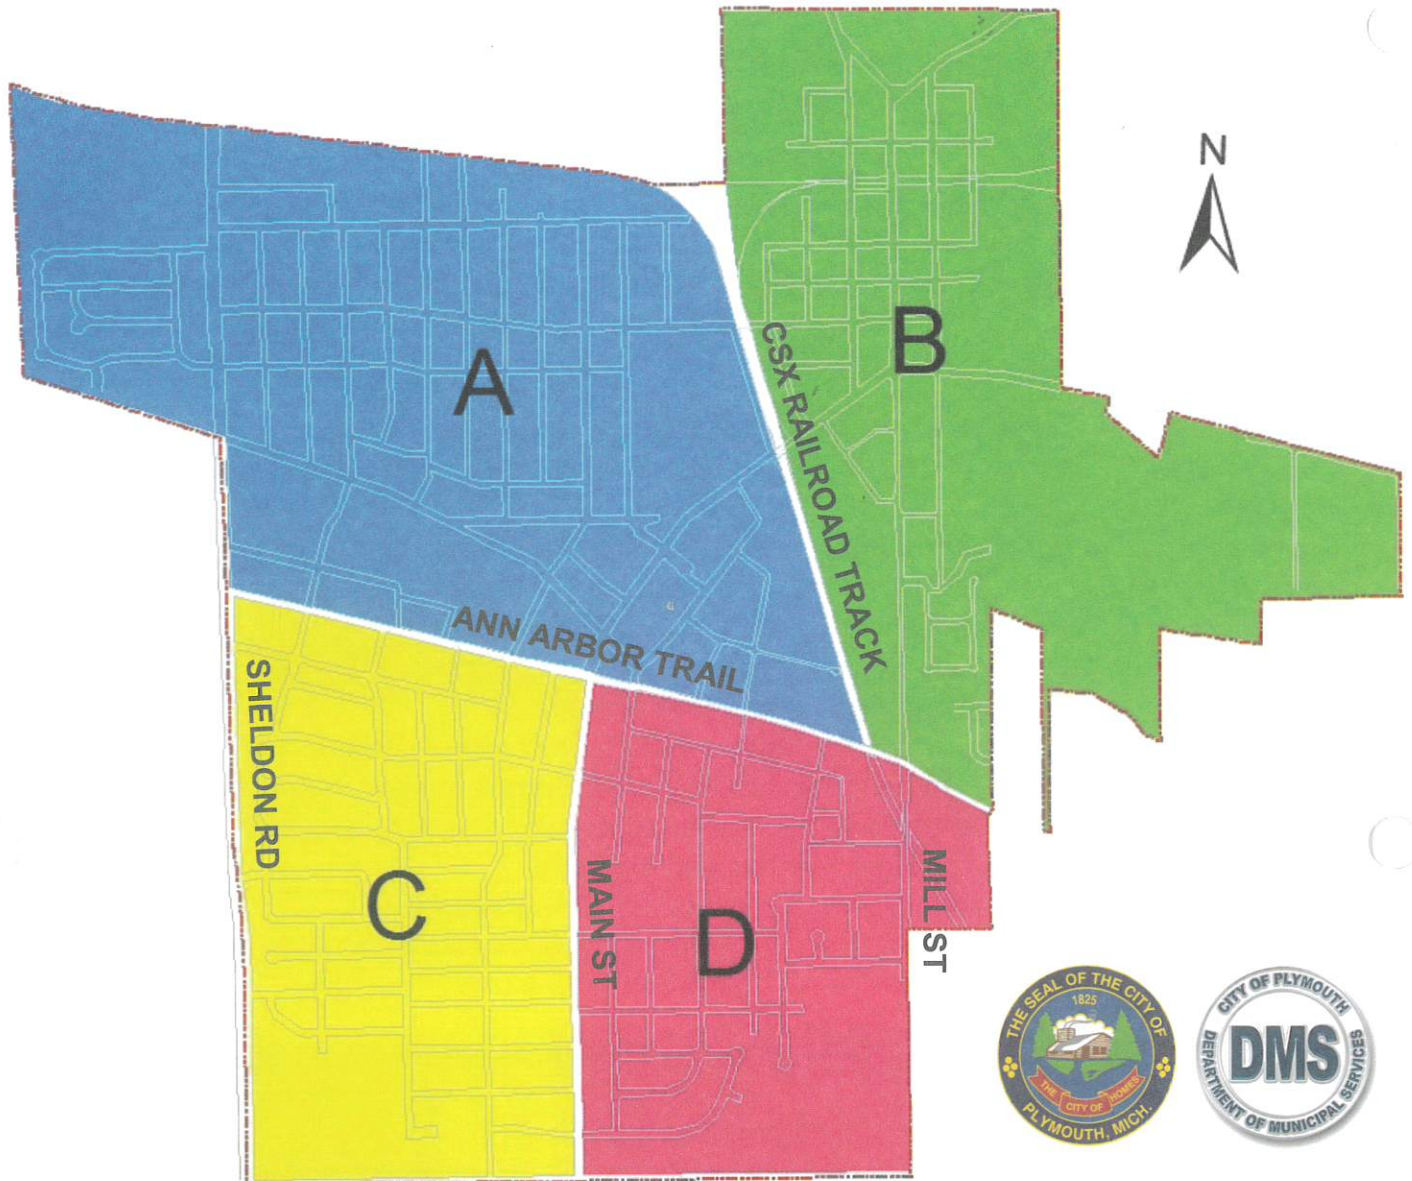 N
A
B
CSX RAILROAD TRACK
ANN ARBOR TRAIL
SHELDON RD
C
MAIN ST
D
MILL ST
THE SEAL OF THE CITY OF
1825
THE CITY OF HOMES
PLYMOUTH, MICH.
CITY OF PLYMOUTH
DMS
DEPARTMENT OF MUNICIPAL SERVICES